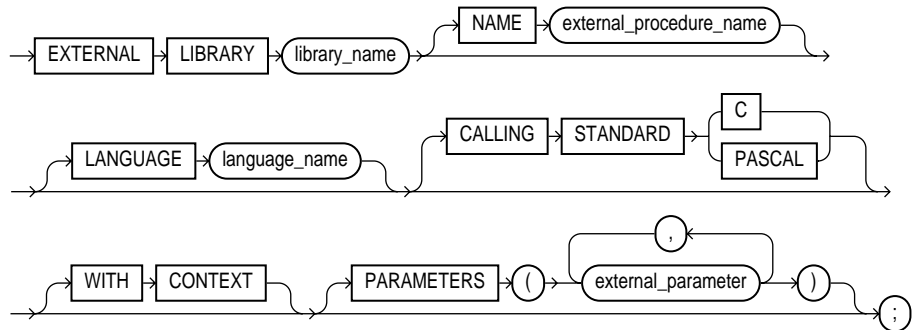 NAME external_procedure_name
EXTERNAL LIBRARY library_name
C
CALLING STANDARD
LANGUAGE language_name PASCAL
,
WITH CONTEXT PARAMETERS ( external_parameter )
;